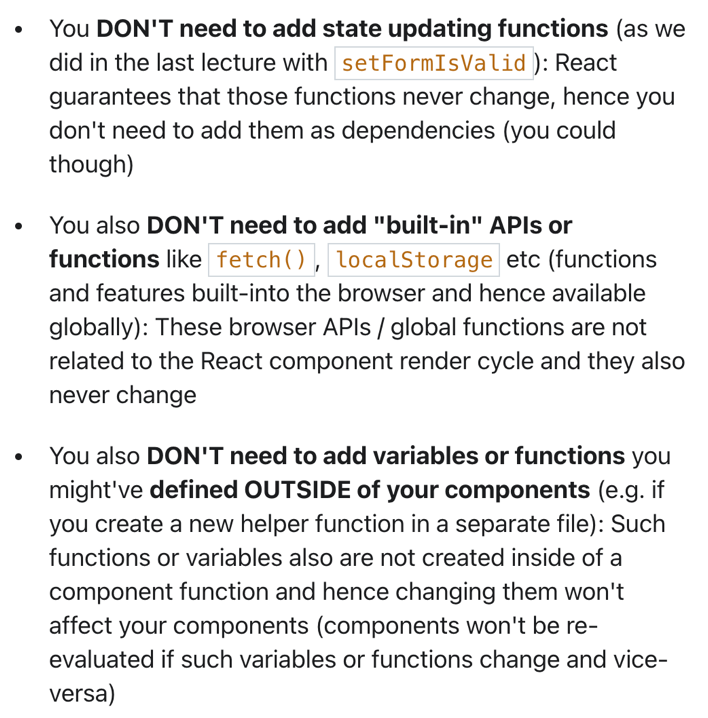 • You DON'T need to add state updating functions (as we
did in the last lecture with setFormIsValid): React
guarantees that those functions never change, hence you
don't need to add them as dependencies (you could
though)
• You also DON'T need to add "built-in" APIs or
functions like fetch(), localStorage etc (functions
and features built-into the browser and hence available
globally): These browser APIs / global functions are not
related to the React component render cycle and they also
never change
• You also DON'T need to add variables or functions you
might've defined OUTSIDE of your components (e.g. if
you create a new helper function in a separate file): Such
functions or variables also are not created inside of a
component function and hence changing them won't
affect your components (components won't be re-
evaluated if such variables or functions change and vice-
versa)